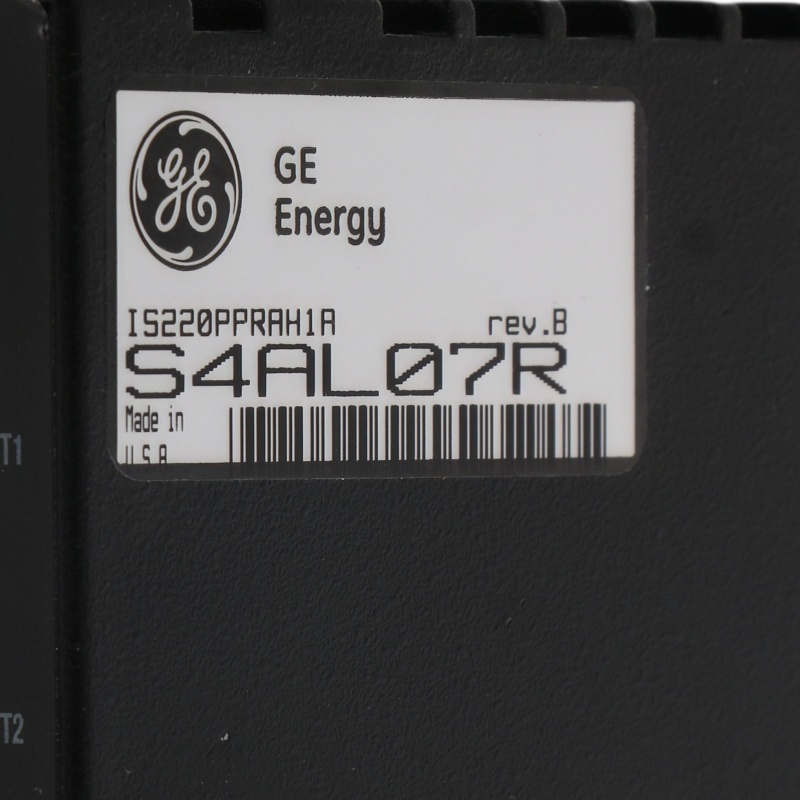 GE
GE
Energy
IS220PPRAH1A rev.B
S4AL07R
Made in
U.S.A
T1
T2